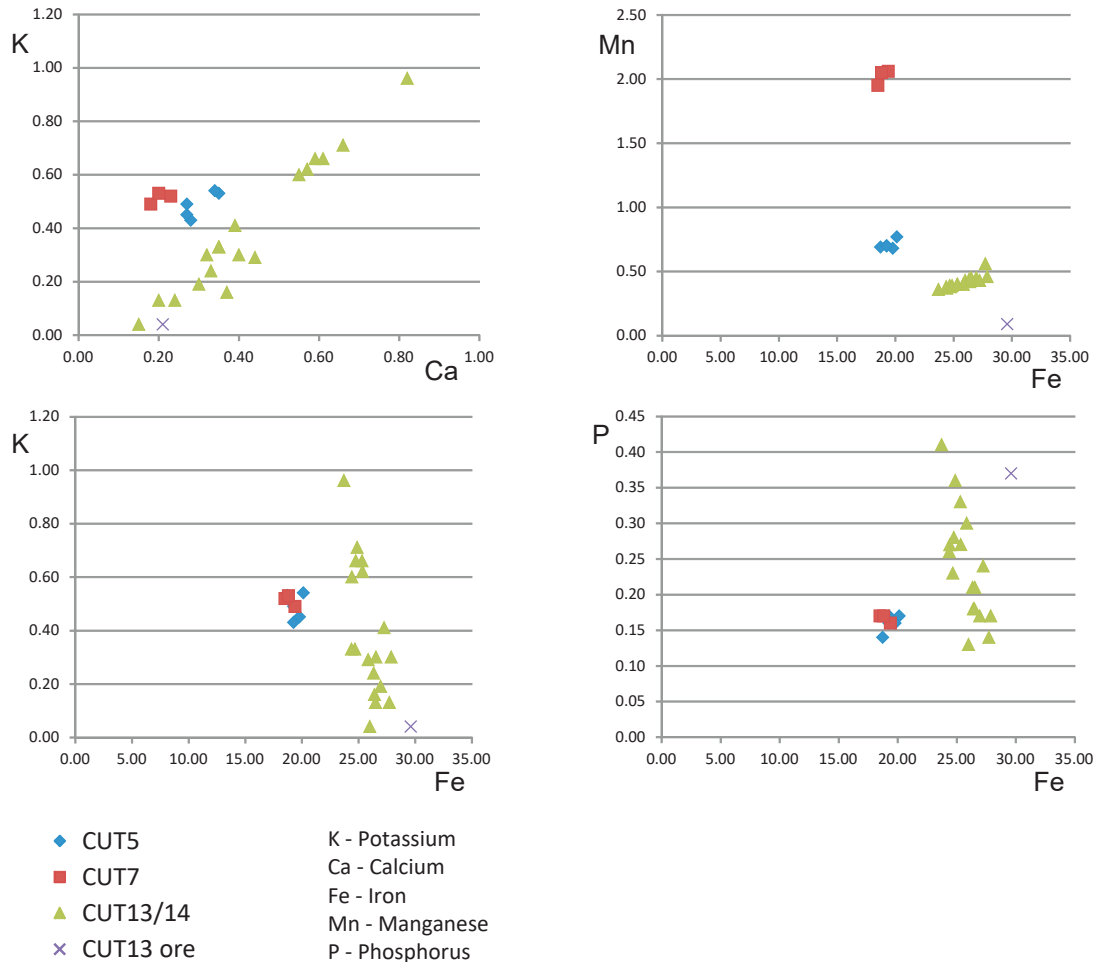 K
1.20
1.00
0.80
0.60
0.40
0.20
0.00
0.00 0.20 0.40 0.60 0.80 1.00
Ca
Mn
2.50
2.00
1.50
1.00
0.50
0.00
0.00 5.00 10.00 15.00 20.00 25.00 30.00 35.00
Fe
K
1.20
1.00
0.80
0.60
0.40
0.20
0.00
0.00 5.00 10.00 15.00 20.00 25.00 30.00 35.00
Fe
P
0.45
0.40
0.35
0.30
0.25
0.20
0.15
0.10
0.05
0.00
0.00 5.00 10.00 15.00 20.00 25.00 30.00 35.00
Fe
CUT5
CUT7
CUT13/14
CUT13 ore
K - Potassium
Ca - Calcium
Fe - Iron
Mn - Manganese
P - Phosphorus